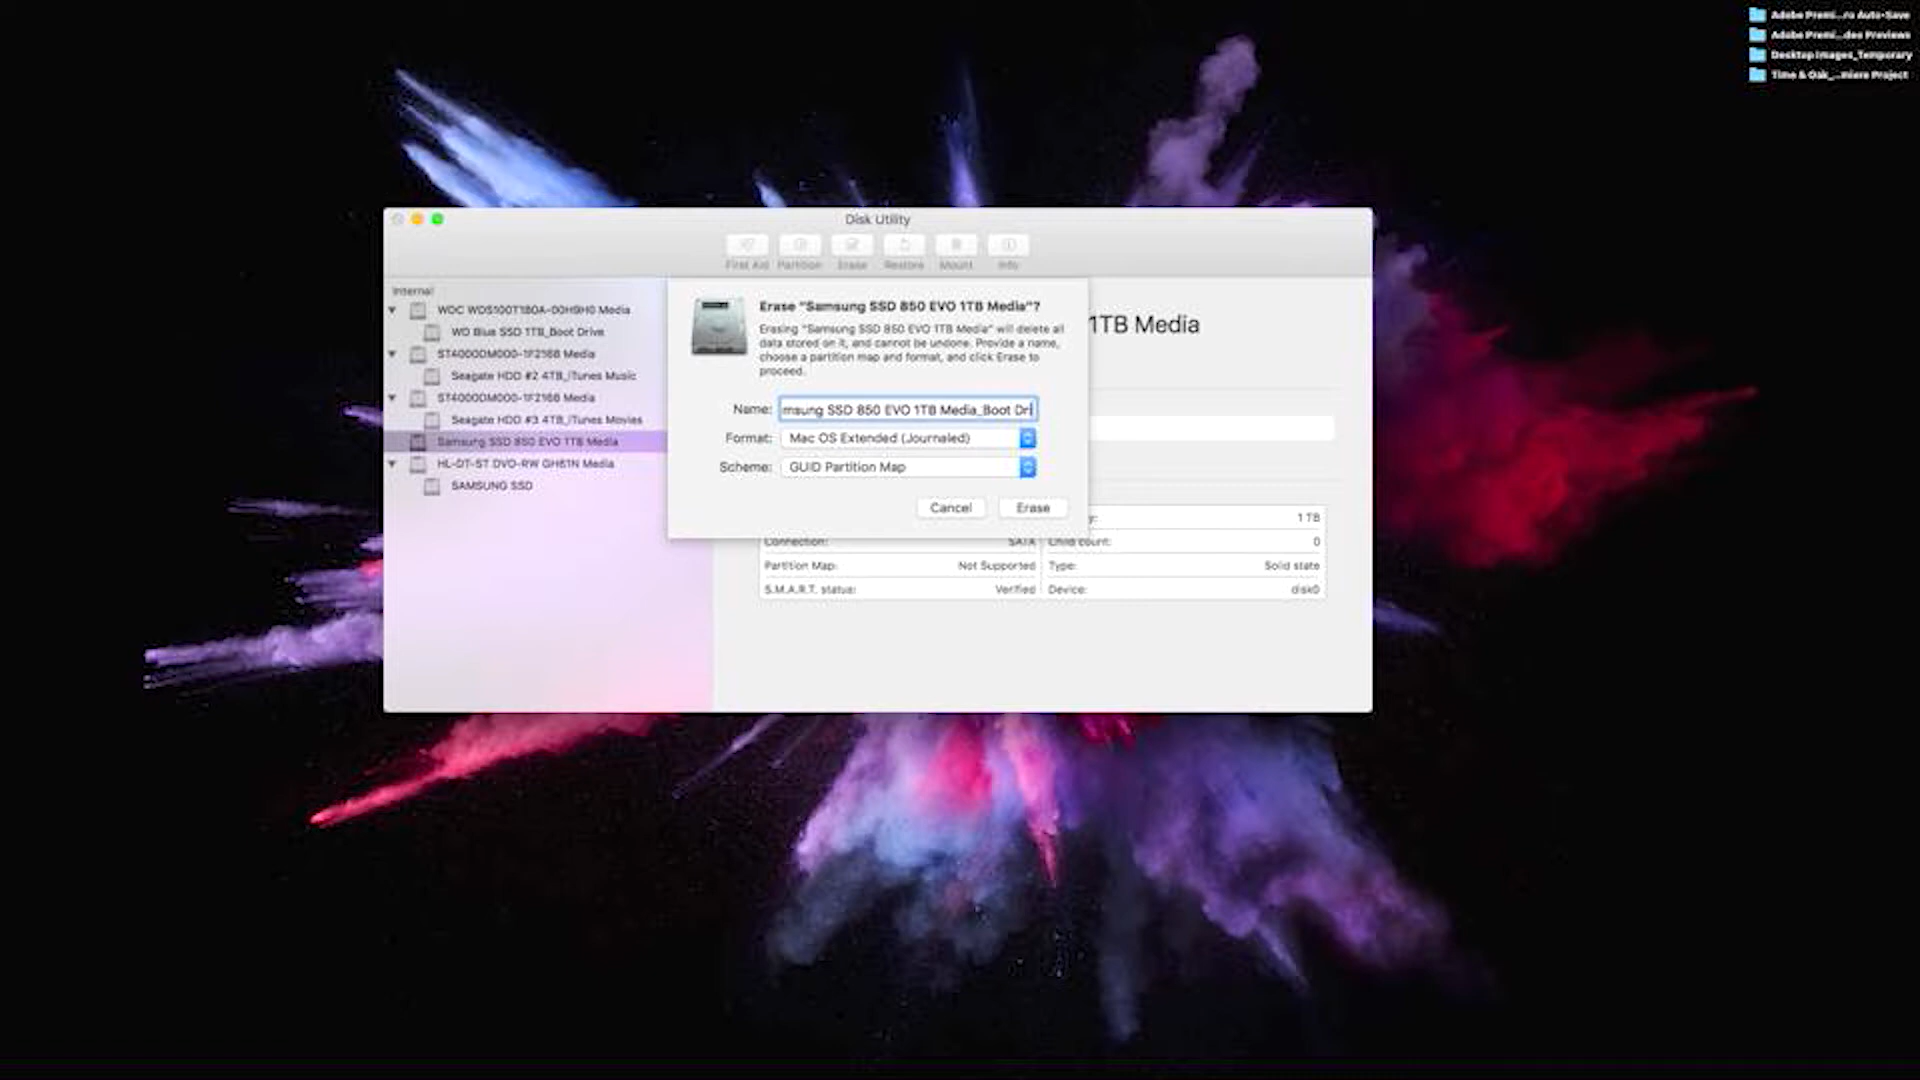 Adobe Premi...ro Auto-Save
Adobe Premi...deo Previews
Desktop Images_Temporary
Time & Oak_...miere Project
Disk Utility
First Aid
Partition
Erase
Restore
Mount
Info
Internal
WDC WDS100T1B0A-00H9H0 Media
WD Blue SSD 1TB_Boot Drive
ST4000DM000-1F2168 Media
Seagate HDD #2 4TB_iTunes Music
ST4000DM000-1F2168 Media
Seagate HDD #3 4TB_iTunes Movies
Samsung SSD 850 EVO 1TB Media
HL-DT-ST DVD-RW GH61N Media
SAMSUNG SSD
Erase "Samsung SSD 850 EVO 1TB Media"?
Erasing "Samsung SSD 850 EVO 1TB Media" will delete all
data stored on it, and cannot be undone. Provide a name,
choose a partition map and format, and click Erase to
proceed.
Name: msung SSD 850 EVO 1TB Media_Boot Dri
Format: Mac OS Extended (Journaled)
Scheme: GUID Partition Map
Cancel
Erase
1TB Media
y: 1 TB
Connection: SATA
Child count: 0
Partition Map: Not Supported
Type: Solid state
S.M.A.R.T. status: Verified
Device: disk0